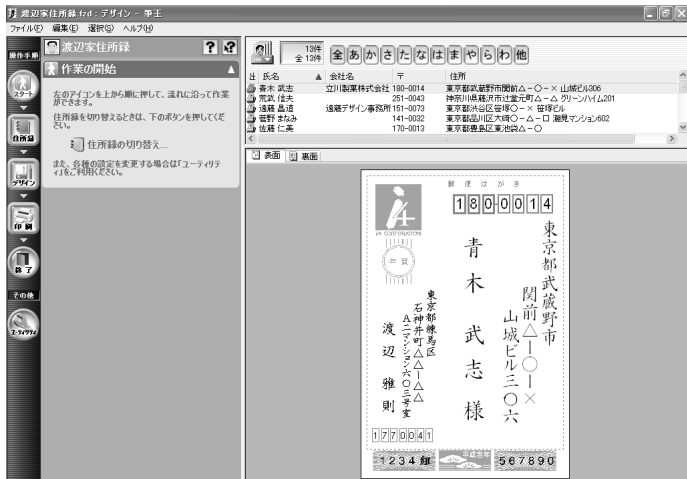 渡辺家住所録.fzd : デザイン - 筆王
ファイル(F) 編集(E) 選択(S) ヘルプ(H)
操作手順
スタート
住所録
デザイン
印刷
終了
その他
ユーティリティ
渡辺家住所録
作業の開始
左のアイコンを上から順に押して、流れに沿って作業ができます。
住所録を切り替えるときは、下のボタンを押してください。
住所録の切り替え...
また、各種の設定を変更する場合は「ユーティリティ」をご利用ください。
13件
全 13件
全 あ か さ た な は ま や ら わ 他
出 氏名 会社名 〒 住所
青木 武志 立川製菓株式会社 180-0014 東京都武蔵野市関前△－○－× 山城ビル306
荒武 信夫 251-0043 神奈川県藤沢市辻堂元町△－△ グリーンハイム201
遠藤 昌道 遠藤デザイン事務所 151-0073 東京都渋谷区笹塚○－× 笹塚ビル
菅野 まなみ 141-0032 東京都品川区大崎○－△－□ 潮見マンション602
佐藤 仁美 170-0013 東京都豊島区東池袋△－○
表面 裏面
郵便はがき
180-0014
i4 CORPORATION
年賀
東京都武蔵野市
関前△ー○ー×
山城ビル三○六
青木 武志 様
東京都練馬区
石神井町△△ー△△
Aニマンション六○三号室
渡辺 雅則
1770041
1234組
平成吉年
567890